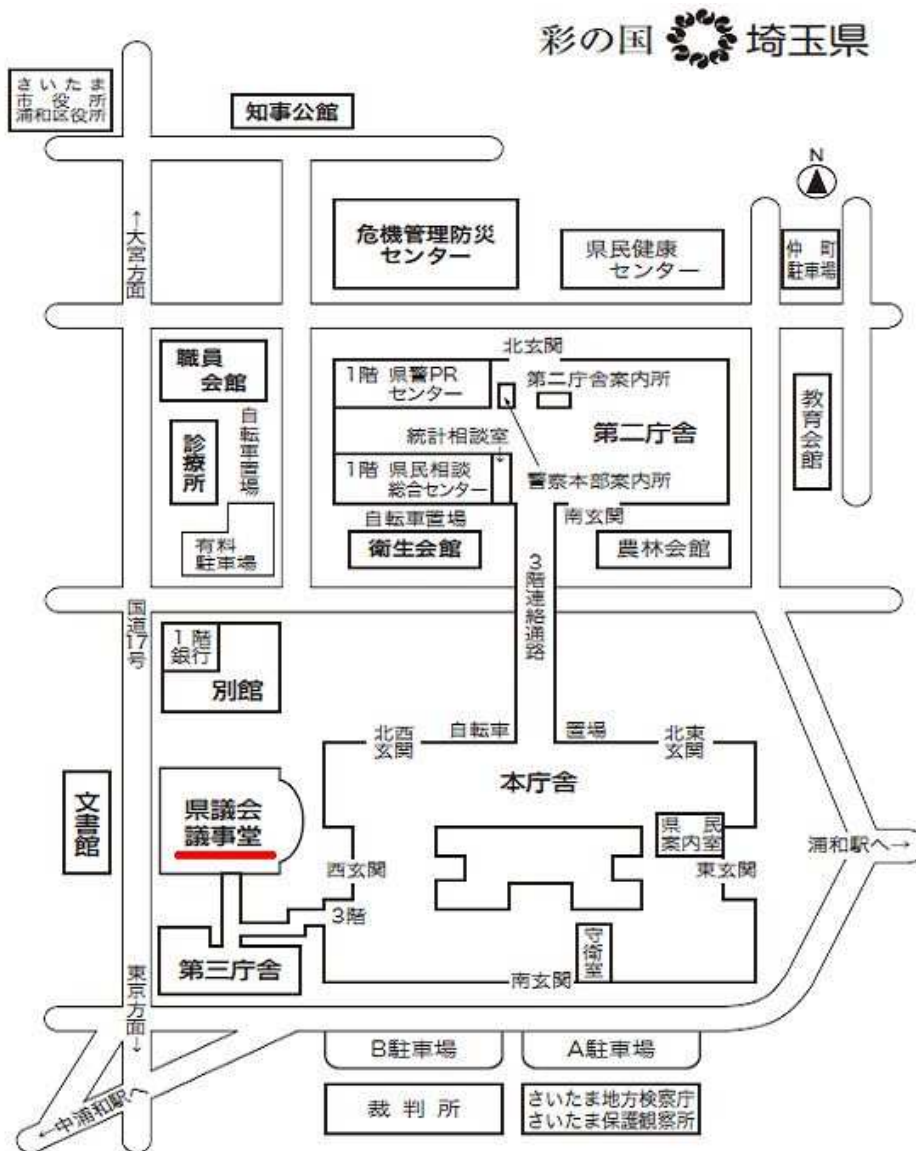 彩の国 埼玉県
さいたま
市役所
浦和区役所
知事公館
N
↑大宮方面
危機管理防災
センター
県民健康
センター
仲町
駐車場
職員
会館
北玄関
1階 県警PR
センター
第二庁舎案内所
自転車置場
診療所
統計相談室
↓
第二庁舎
教育会館
1階 県民相談
総合センター
警察本部案内所
自転車置場
南玄関
有料
駐車場
衛生会館
農林会館
3階連絡通路
国道17号
1階
銀行
別館
北西
玄関
自転車
置場
北東
玄関
本庁舎
文書館
県議会
議事堂
県民
案内室
浦和駅へ→
西玄関
東玄関
3階
守衛室
第三庁舎
南玄関
東京方面→
B駐車場
A駐車場
←中浦和駅へ
裁判所
さいたま地方検察庁
さいたま保護観察所